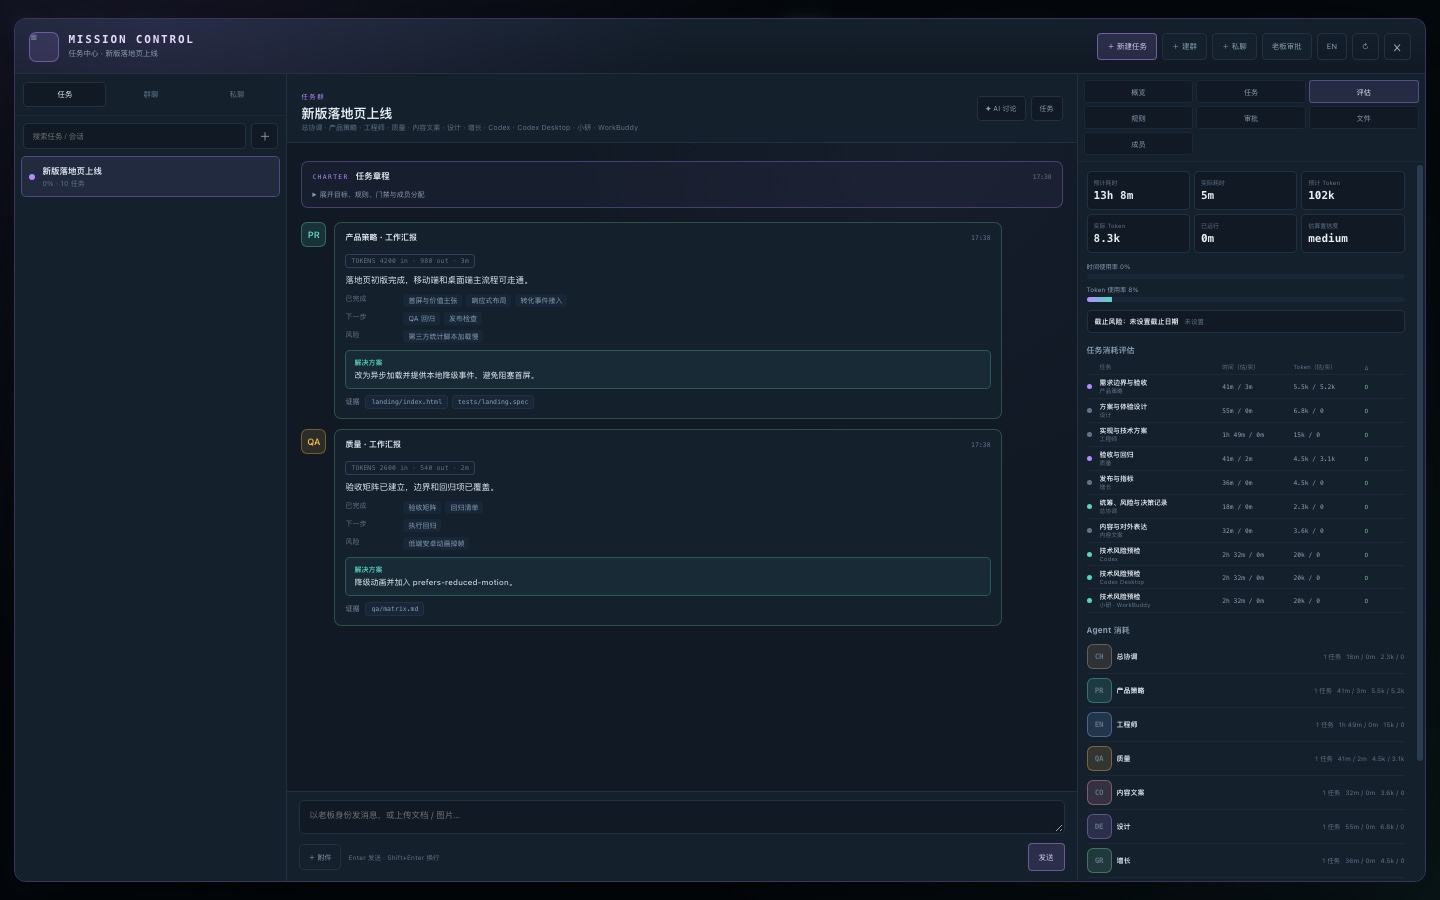 MISSION CONTROL
任务中心 · 新版落地页上线
+ 新建任务
+ 建群
+ 私聊
老板审批
EN
任务
群聊
私聊
搜索任务 / 会话
新版落地页上线
0% · 10 任务
任务群
新版落地页上线
总协调 · 产品策略 · 工程师 · 质量 · 内容文案 · 设计 · 增长 · Codex · Codex Desktop · 小研 · WorkBuddy
✦ AI 讨论
任务
CHARTER 任务章程
17:38
▶ 展开目标、规则、门禁与成员分配
PR
产品策略 · 工作汇报
17:38
TOKENS 4200 in · 980 out · 3m
落地页初版完成，移动端和桌面端主流程可走通。
已完成 首屏与价值主张 响应式布局 转化事件接入
下一步 QA 回归 发布检查
风险 第三方统计脚本加载慢
解决方案
改为异步加载并提供本地降级事件，避免阻塞首屏。
证据 landing/index.html tests/landing.spec
QA
质量 · 工作汇报
17:38
TOKENS 2600 in · 540 out · 2m
验收矩阵已建立，边界和回归项已覆盖。
已完成 验收矩阵 回归清单
下一步 执行回归
风险 低端安卓动画掉帧
解决方案
降级动画并加入 prefers-reduced-motion。
证据 qa/matrix.md
以老板身份发消息，或上传文档 / 图片...
+ 附件
Enter 发送 · Shift+Enter 换行
发送
概览
任务
评估
规则
审批
文件
成员
预计耗时
13h 8m
实际耗时
5m
预计 Token
102k
实际 Token
8.3k
已运行
0m
估算置信度
medium
时间使用率 0%
Token 使用率 8%
截止风险：未设置截止日期 未设置
任务消耗评估
任务 时间（估/实） Token（估/实） Δ
需求边界与验收 41m / 3m 5.5k / 5.2k 0
产品策略
方案与体验设计 55m / 0m 6.8k / 0 0
设计
实现与技术方案 1h 49m / 0m 15k / 0 0
工程师
验收与回归 41m / 2m 4.5k / 3.1k 0
质量
发布与指标 36m / 0m 4.5k / 0 0
增长
统筹、风险与决策记录 18m / 0m 2.3k / 0 0
总协调
内容与对外表达 32m / 0m 3.6k / 0 0
内容文案
技术风险预检 2h 32m / 0m 20k / 0 0
Codex
技术风险预检 2h 32m / 0m 20k / 0 0
Codex Desktop
技术风险预检 2h 32m / 0m 20k / 0 0
小研 · WorkBuddy
Agent 消耗
CH 总协调 1 任务 18m / 0m 2.3k / 0
PR 产品策略 1 任务 41m / 3m 5.5k / 5.2k
EN 工程师 1 任务 1h 49m / 0m 15k / 0
QA 质量 1 任务 41m / 2m 4.5k / 3.1k
CO 内容文案 1 任务 32m / 0m 3.6k / 0
DE 设计 1 任务 55m / 0m 6.8k / 0
GR 增长 1 任务 36m / 0m 4.5k / 0